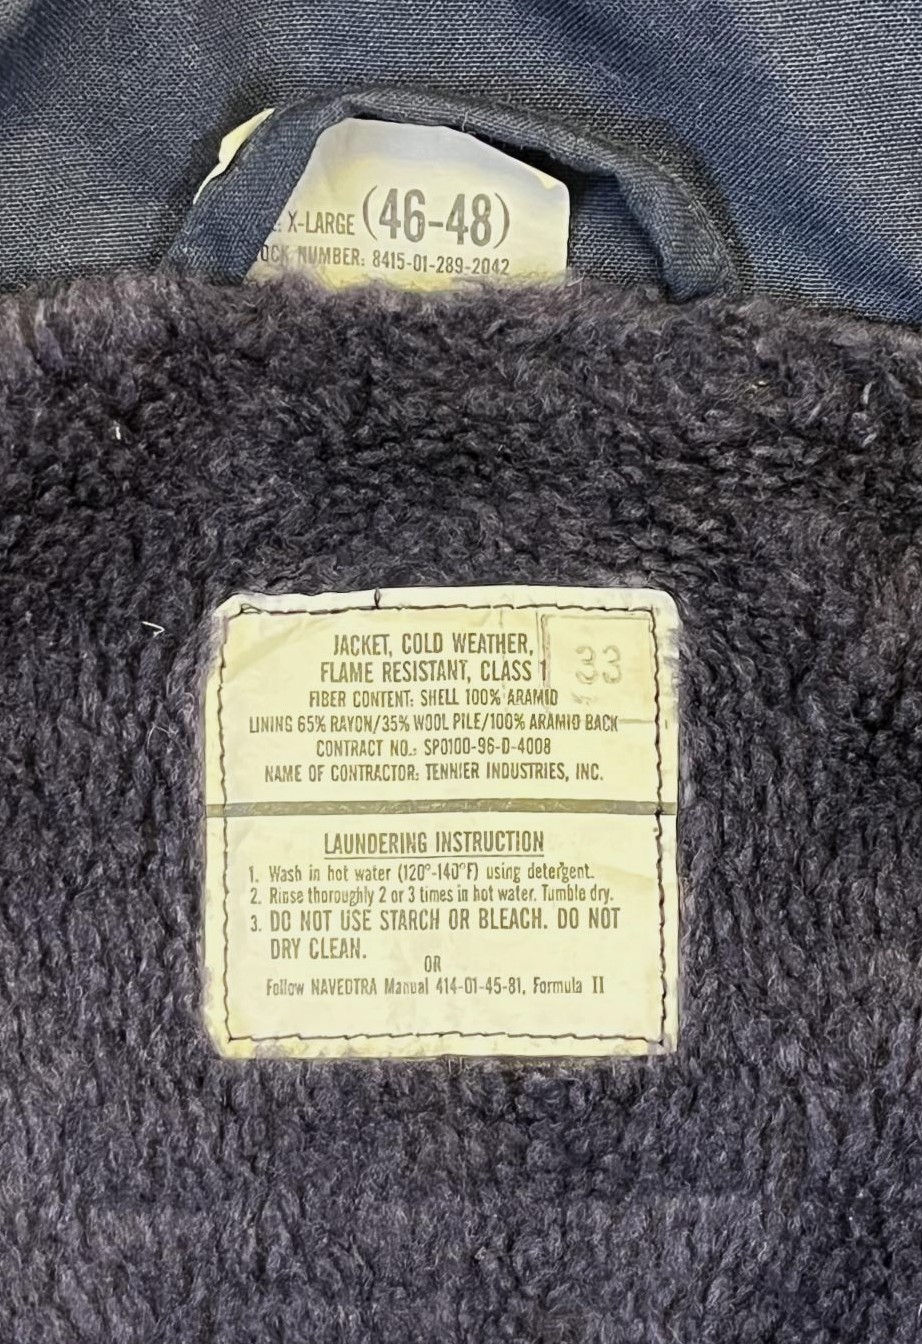 X-LARGE (46-48)
NUMBER: 8415-01-289-2042
JACKET, COLD WEATHER,
FLAME RESISTANT, CLASS 1
FIBER CONTENT: SHELL 100% ARAMID
LINING 65% RAYON/35% WOOL PILE/100% ARAMID BACK
CONTRACT NO.: SP0100-96-D-4008
NAME OF CONTRACTOR: TENNIER INDUSTRIES, INC.
LAUNDERING INSTRUCTION
1. Wash in hot water (120°-140°F) using detergent.
2. Rinse thoroughly 2 or 3 times in hot water. Tumble dry.
3. DO NOT USE STARCH OR BLEACH. DO NOT
DRY CLEAN.
OR
Follow NAVEDTRA Manual 414-01-45-81, Formula II